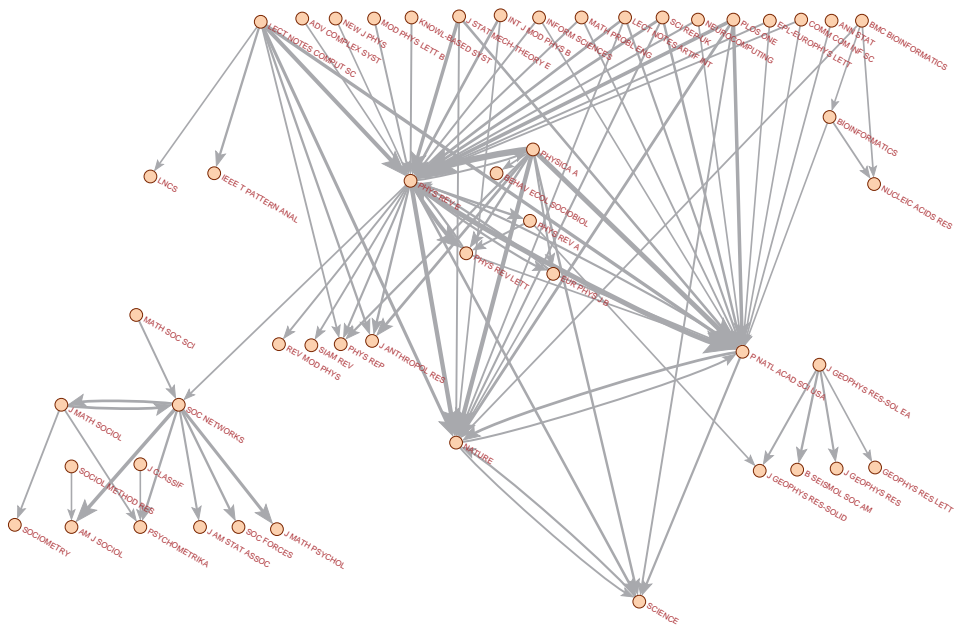 LECT NOTES COMPUT SC
ADV COMPLEX SYST
NEW J PHYS
MOD PHYS LETT B
KNOWL-BASED SYST
J STAT MECH-THEORY E
INT J MOD PHYS B
INFORM SCIENCES
MATH PROBL ENG
LECT NOTES ARTIF INT
SCI REP-UK
NEUROCOMPUTING
PLOS ONE
EPL-EUROPHYS LETT
COMM COM INF SC
ANN STAT
BMC BIOINFORMATICS
BIOINFORMATICS
PHYSICA A
LNCS
IEEE T PATTERN ANAL
PHYS REV E
BEHAV ECOL SOCIOBIOL
NUCLEIC ACIDS RES
PHYS REV A
PHYS REV LETT
EUR PHYS J B
MATH SOC SCI
REV MOD PHYS
SIAM REV
PHYS REP
J ANTHROPOL RES
P NATL ACAD SCI USA
J GEOPHYS RES-SOL EA
J MATH SOCIOL
SOC NETWORKS
NATURE
SOCIOL METHOD RES
J CLASSIF
J GEOPHYS RES-SOLID
B SEISMOL SOC AM
J GEOPHYS RES
GEOPHYS RES LETT
SOCIOMETRY
AM J SOCIOL
PSYCHOMETRIKA
J AM STAT ASSOC
SOC FORCES
J MATH PSYCHOL
SCIENCE